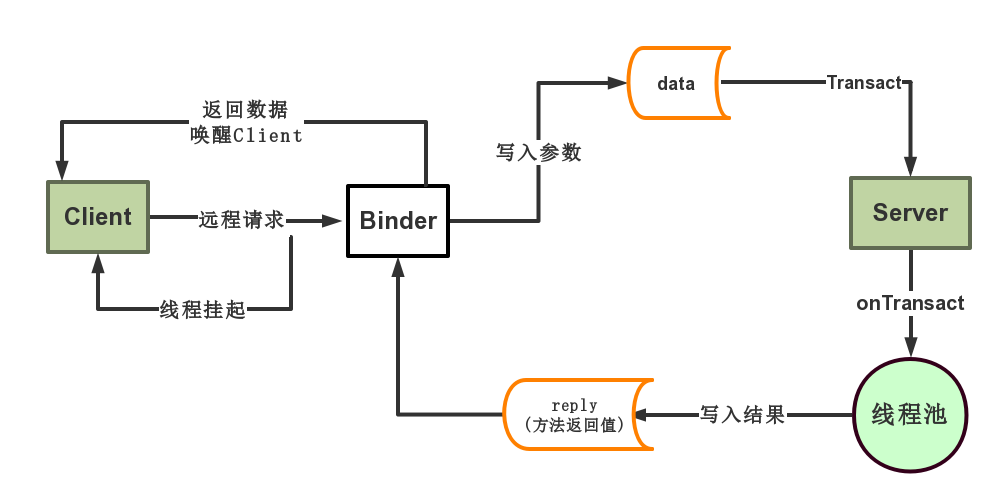 data
Transact
返回数据
唤醒Client
写入参数
Client
远程请求
Binder
Server
线程挂起
onTransact
reply
(方法返回值)
写入结果
线程池